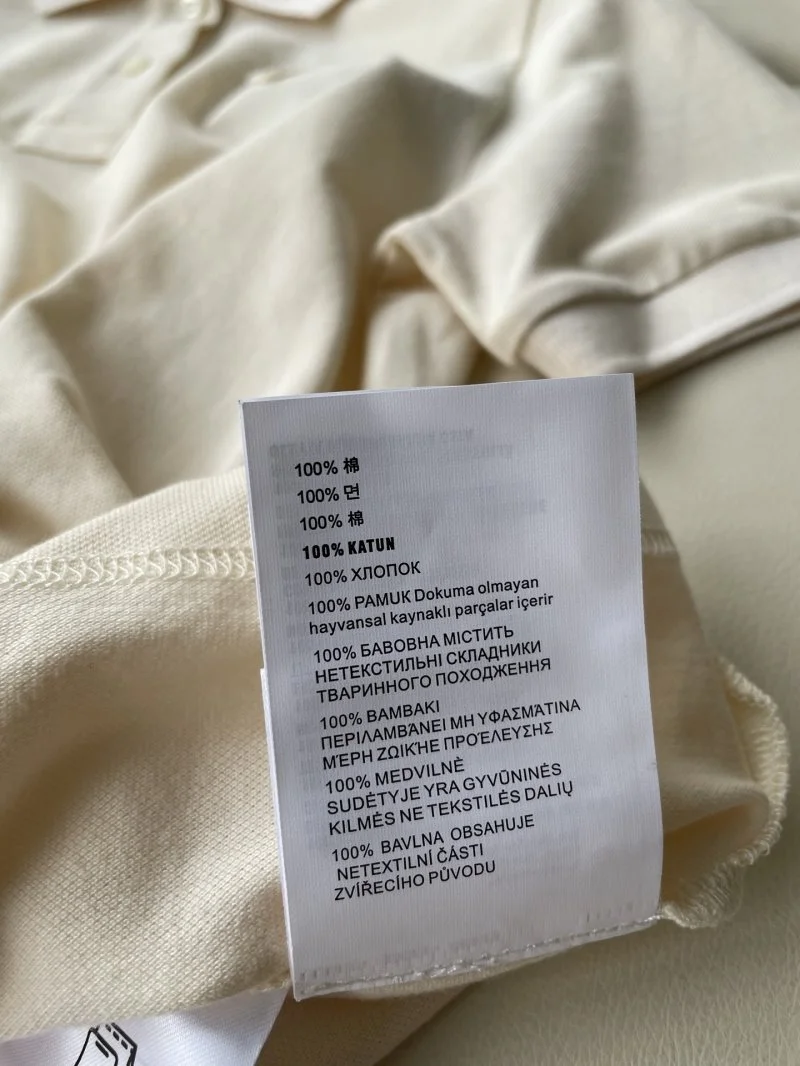 100% 棉
100% 면
100% 棉
100% KATUN
100% ХЛОПОК
100% PAMUK Dokuma olmayan
hayvansal kaynaklı parçalar içerir
100% БАВОВНА МІСТИТЬ
НЕТЕКСТИЛЬНІ СКЛАДНИКИ
ТВАРИННОГО ПОХОДЖЕННЯ
100% ΒΑΜΒΑΚΙ
ΠΕΡΙΛΑΜΒΆΝΕΙ ΜΗ ΥΦΑΣΜΆΤΙΝΑ
ΜΈΡΗ ΖΩΙΚΉΣ ΠΡΟΈΛΕΥΣΗΣ
100% MEDVILNĖ
SUDĖTYJE YRA GYVŪNINĖS
KILMĖS NE TEKSTILĖS DALIŲ
100% BAVLNA OBSAHUJE
NETEXTILNÍ ČÁSTI
ZVÍŘECÍHO PŮVODU